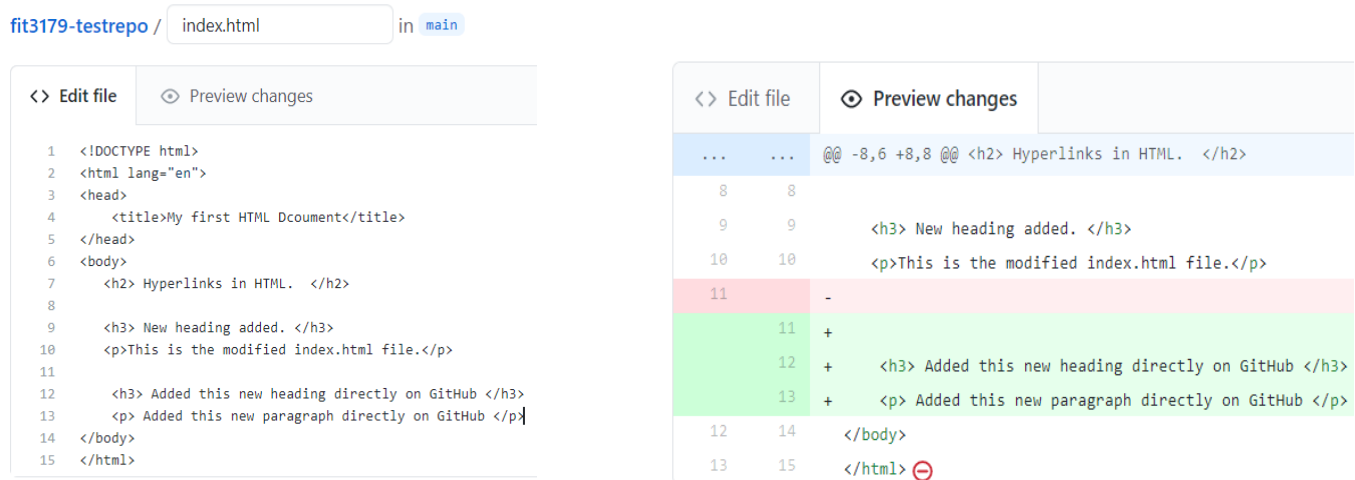 fit3179-testrepo / index.html in main
<> Edit file Preview changes
1 <!DOCTYPE html>
2 <html lang="en">
3 <head>
4 <title>My first HTML Dcoument</title>
5 </head>
6 <body>
7 <h2> Hyperlinks in HTML.  </h2>
8
9 <h3> New heading added. </h3>
10 <p>This is the modified index.html file.</p>
11
12 <h3> Added this new heading directly on GitHub </h3>
13 <p> Added this new paragraph directly on GitHub </p>
14 </body>
15 </html>
<> Edit file Preview changes
... ... @@ -8,6 +8,8 @@ <h2> Hyperlinks in HTML.  </h2>
8 8
9 9 <h3> New heading added. </h3>
10 10 <p>This is the modified index.html file.</p>
11 -
11 +
12 + <h3> Added this new heading directly on GitHub </h3>
13 + <p> Added this new paragraph directly on GitHub </p>
12 14 </body>
13 15 </html>